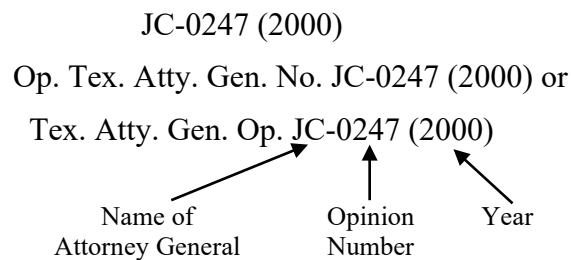 JC-0247 (2000)
Op. Tex. Atty. Gen. No. JC-0247 (2000) or
Tex. Atty. Gen. Op. JC-0247 (2000)
Name of Attorney General
Opinion Number
Year